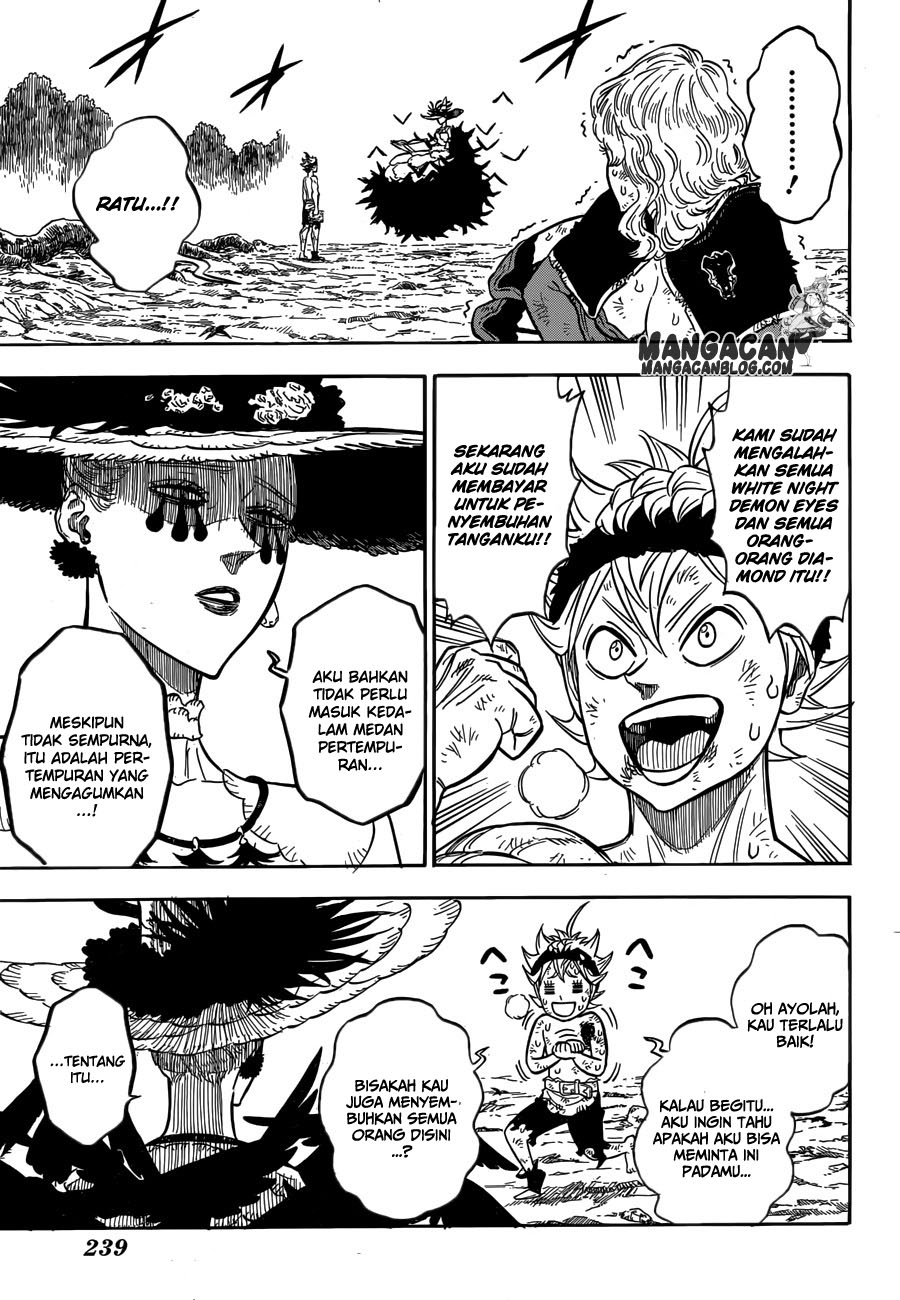 .........!
RATU...!!
MANGACAN
MANGACANBLOG.COM
KAMI SUDAH
MENGALAH-
KAN SEMUA
WHITE NIGHT
DEMON EYES
DAN SEMUA
ORANG-
ORANG DIA-
MOND ITU!!
SEKARANG
AKU SUDAH
MEMBAYAR
UNTUK PE-
NYEMBUHAN
TANGANKU!!
AKU BAHKAN
TIDAK PERLU
MASUK KEDA-
LAM MEDAN
PERTEMPU-
RAN...
MESKIPUN
TIDAK SEMPURNA,
ITU ADALAH PER-
TEMPURAN YANG
MENGAGUMKAN
...!
OH AYOLAH,
KAU TERLALU
BAIK!
KALAU BEGITU...
AKU INGIN TAHU
APAKAH AKU BISA
MEMINTA INI
PADAMU...
BISAKAH KAU
JUGA MENYEM-
BUHKAN SEMUA
ORANG DISINI
...?
...TENTANG
ITU...
239